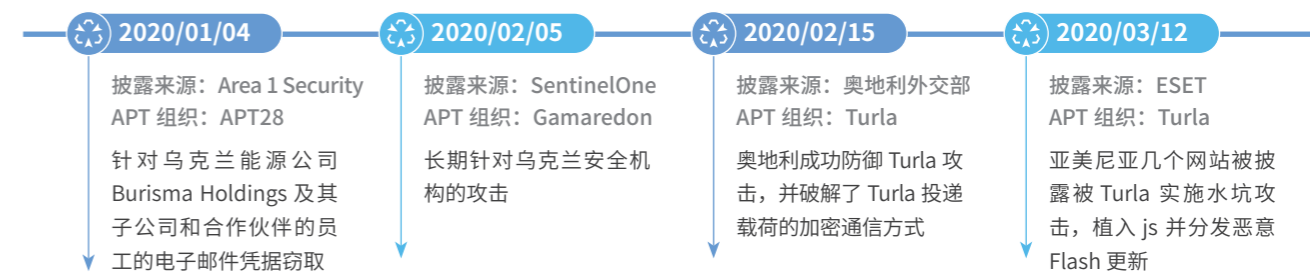 2020/01/04
披露来源：Area 1 Security
APT 组织：APT28
针对乌克兰能源公司
Burisma Holdings 及其
子公司和合作伙伴的员
工的电子邮件凭据窃取
2020/02/05
披露来源：SentinelOne
APT 组织：Gamaredon
长期针对乌克兰安全机
构的攻击
2020/02/15
披露来源：奥地利外交部
APT 组织：Turla
奥地利成功防御 Turla 攻
击，并破解了 Turla 投递
载荷的加密通信方式
2020/03/12
披露来源：ESET
APT 组织：Turla
亚美尼亚几个网站被披
露被 Turla 实施水坑攻
击，植入 js 并分发恶意
Flash 更新